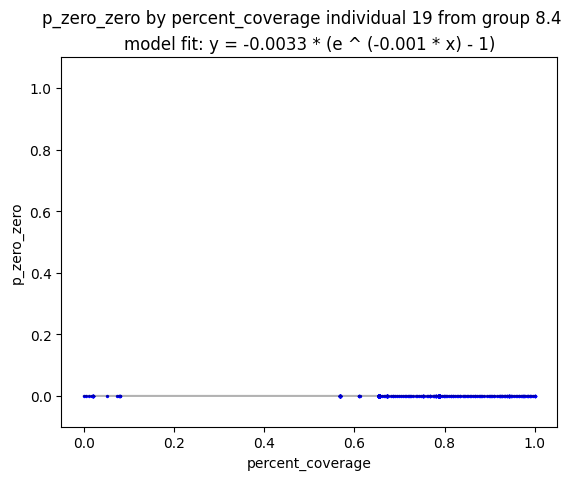 p_zero_zero by percent_coverage individual 19 from group 8.4
model fit: y = -0.0033 * (e ^ (-0.001 * x) - 1)
1.0
0.8
0.6
0.4
0.2
0.0
p_zero_zero
0.0 0.2 0.4 0.6 0.8 1.0
percent_coverage